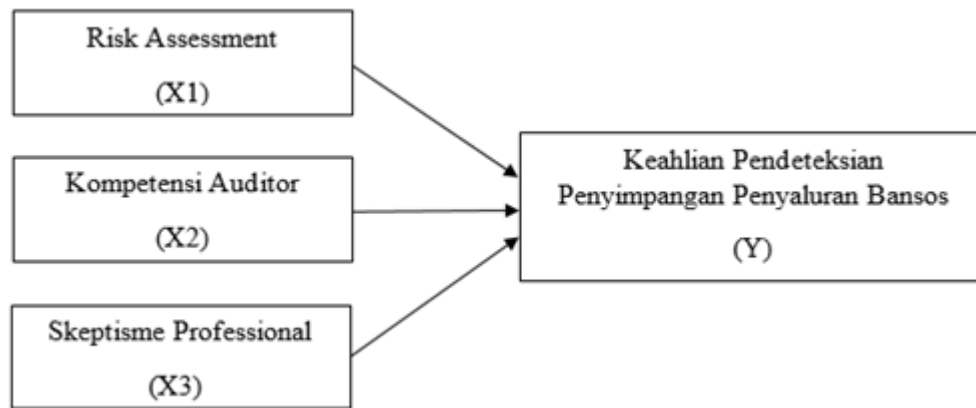 Risk Assessment
(X1)
Kompetensi Auditor
(X2)
Skeptisme Professional
(X3)
Keahlian Pendeteksian
Penyimpangan Penyaluran Bansos
(Y)